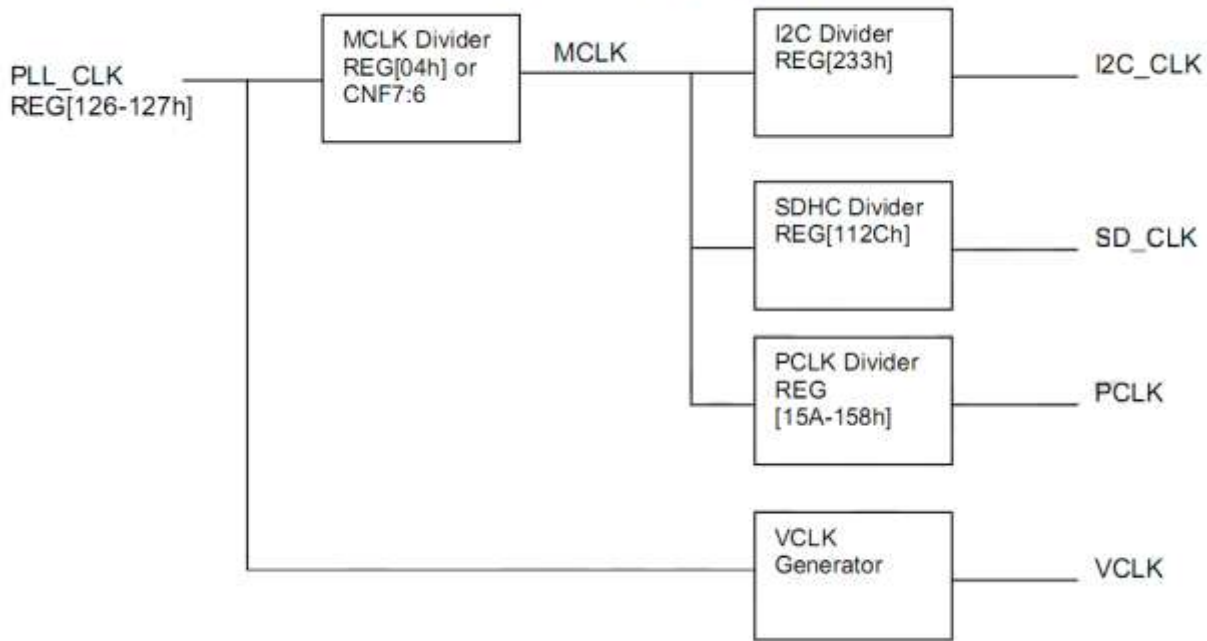 PLL_CLK
REG[126-127h]
MCLK Divider
REG[04h] or
CNF7:6
MCLK
I2C Divider
REG[233h]
I2C_CLK
SDHC Divider
REG[112Ch]
SD_CLK
PCLK Divider
REG
[15A-158h]
PCLK
VCLK
Generator
VCLK